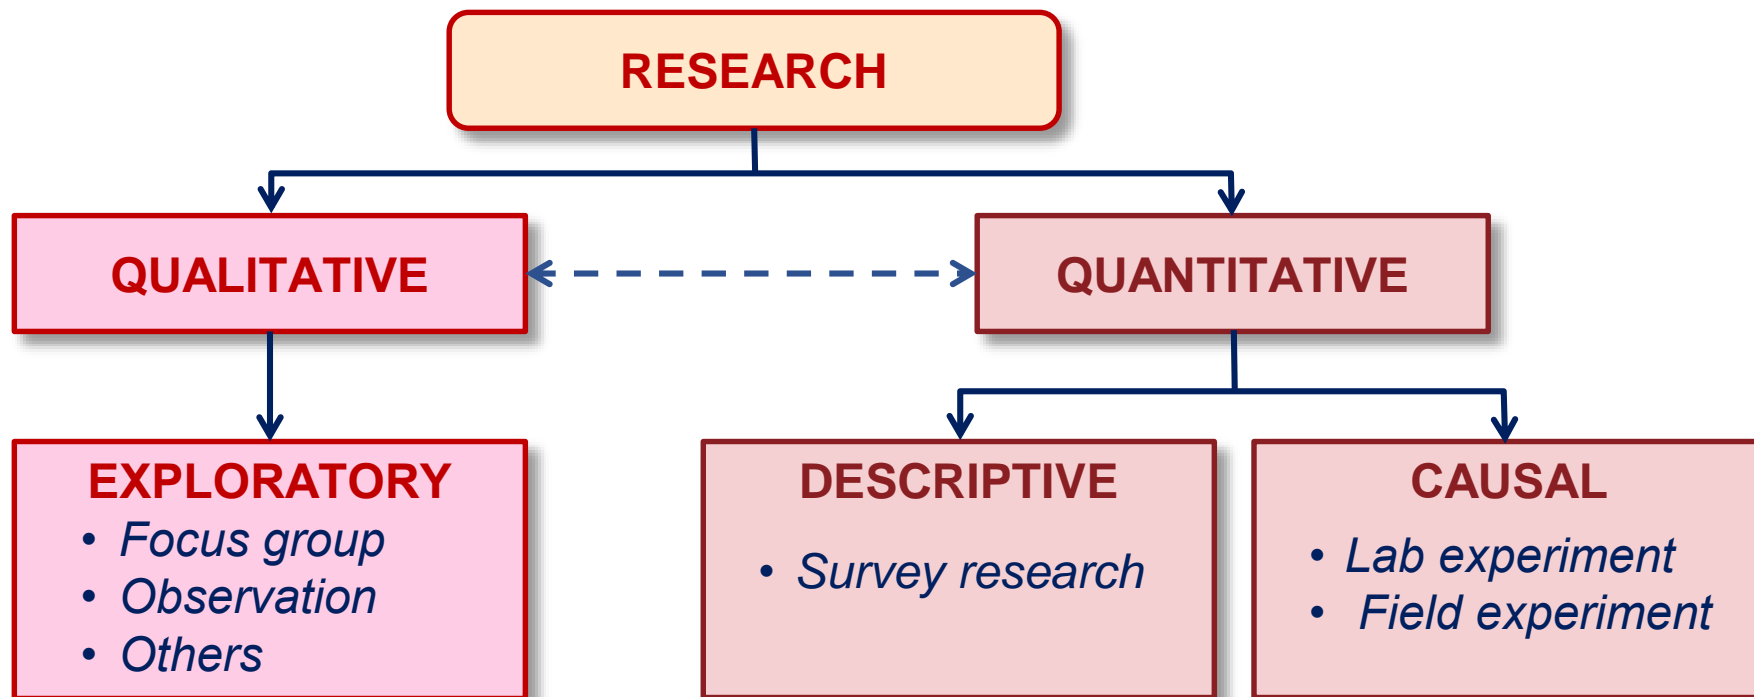 RESEARCH
QUALITATIVE
QUANTITATIVE
EXPLORATORY
• Focus group
• Observation
• Others
DESCRIPTIVE
• Survey research
CAUSAL
• Lab experiment
• Field experiment